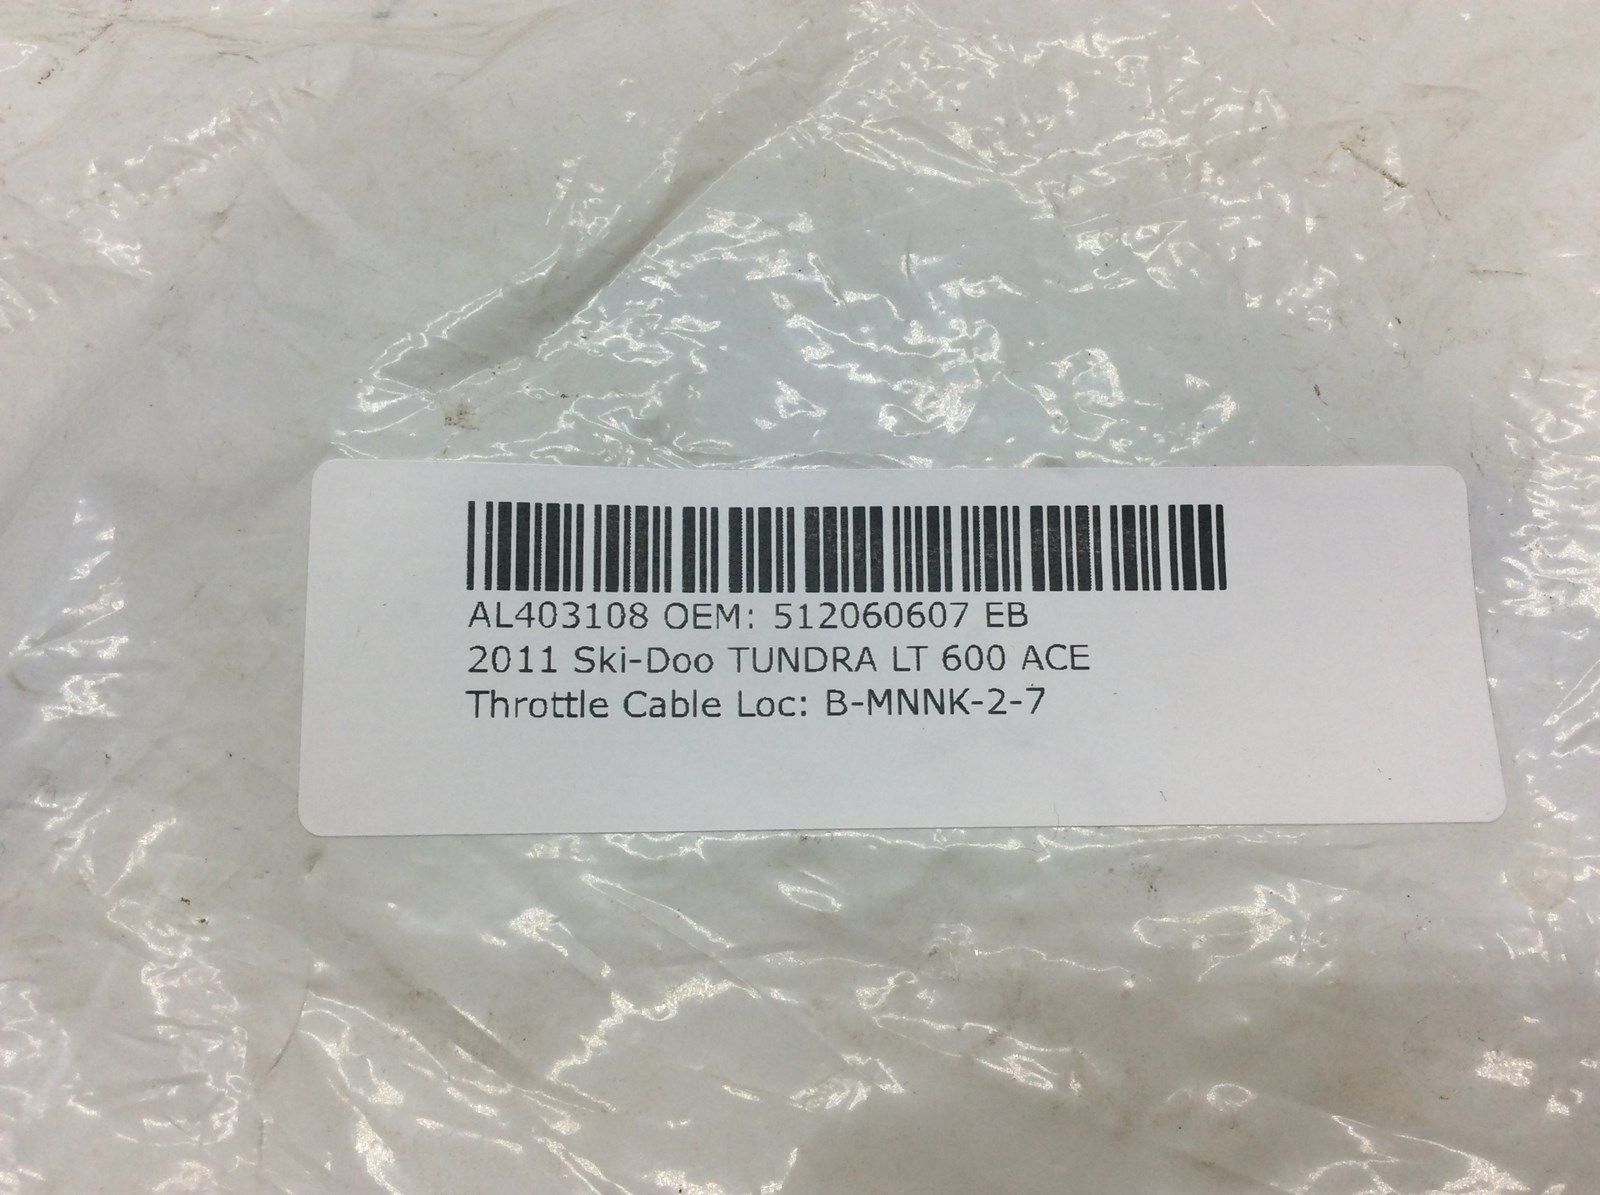 AL403108 OEM: 512060607 EB
2011 Ski-Doo TUNDRA LT 600 ACE
Throttle Cable Loc: B-MNNK-2-7